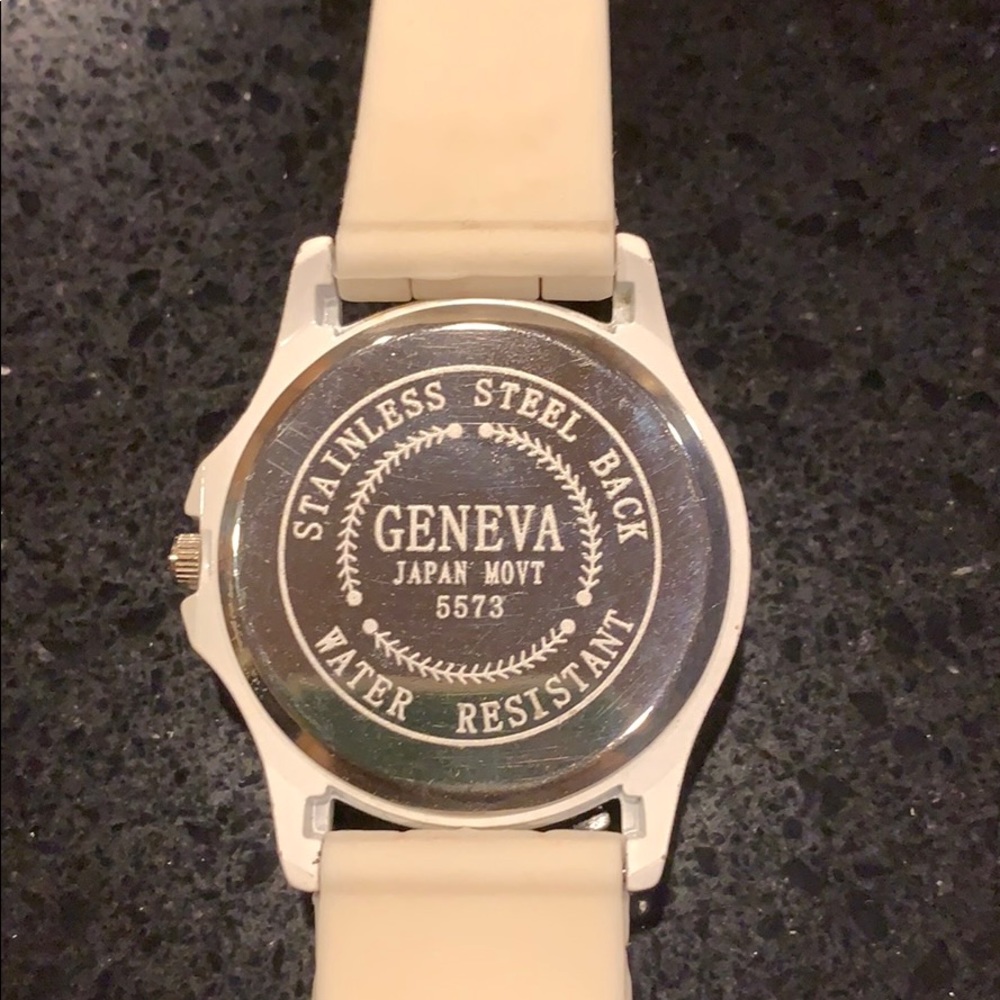 STAINLESS STEEL BACK
GENEVA
JAPAN MOVT
5573
WATER RESISTANT